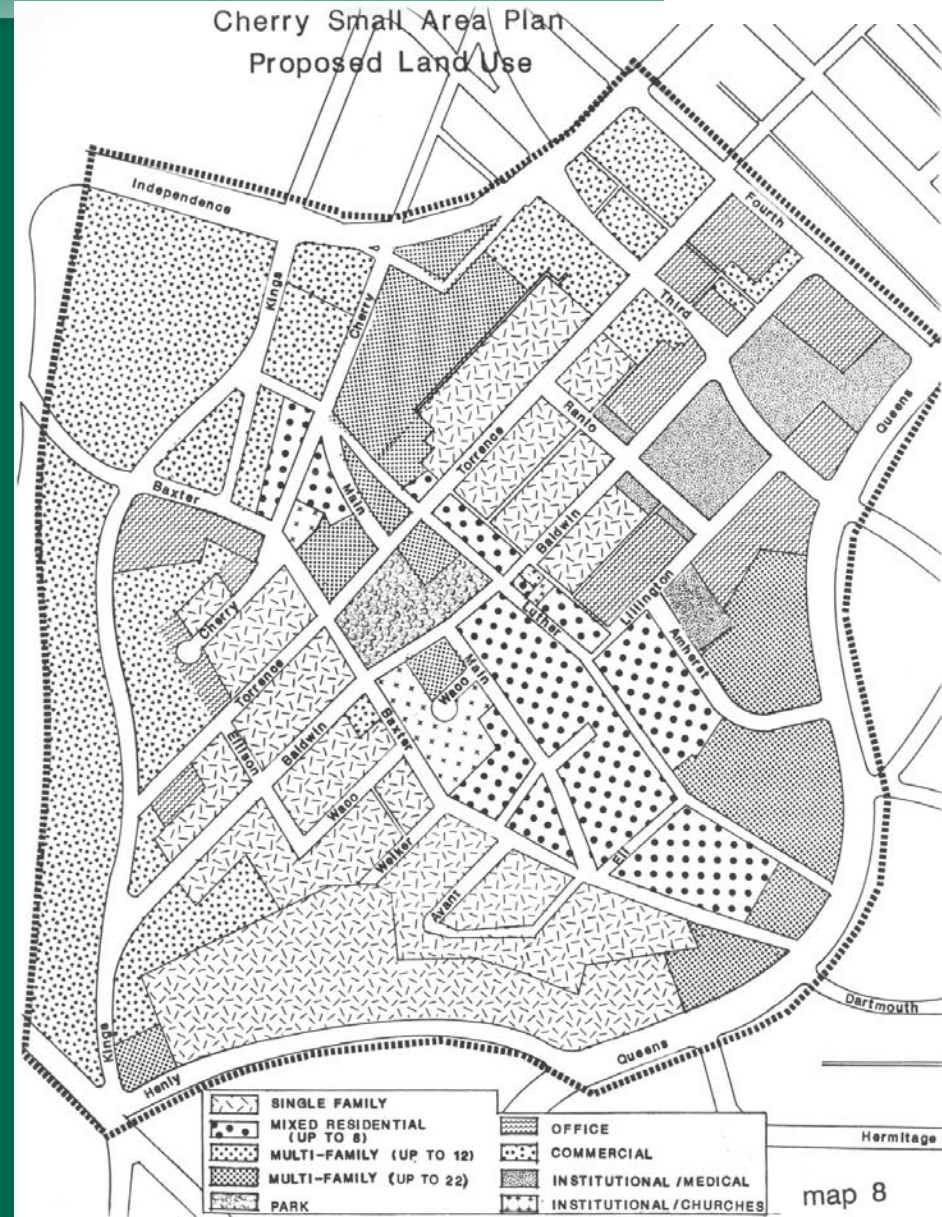 Cherry Small Area Plan
Proposed Land Use
Independence
Kings
Cherry
Fourth
Third
Queens
Ranlo
Torrence
Main
Baxter
Baldwin
Luther
Lillington
Amherst
Cherry
Torrence
Ellison
Baldwin
Waco
Main
Waco
Baxter
Walker
Avant
Eli
Kings
Henly
Queens
Dartmouth
Hermitage
SINGLE FAMILY
MIXED RESIDENTIAL
(UP TO 8)
MULTI-FAMILY (UP TO 12)
MULTI-FAMILY (UP TO 22)
PARK
OFFICE
COMMERCIAL
INSTITUTIONAL/MEDICAL
INSTITUTIONAL/CHURCHES
map 8